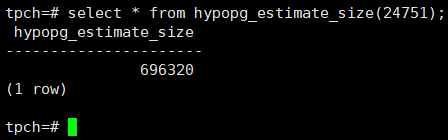 tpch=# select * from hypopg_estimate_size(24751);
hypopg_estimate_size
----------------------
696320
(1 row)
tpch=#